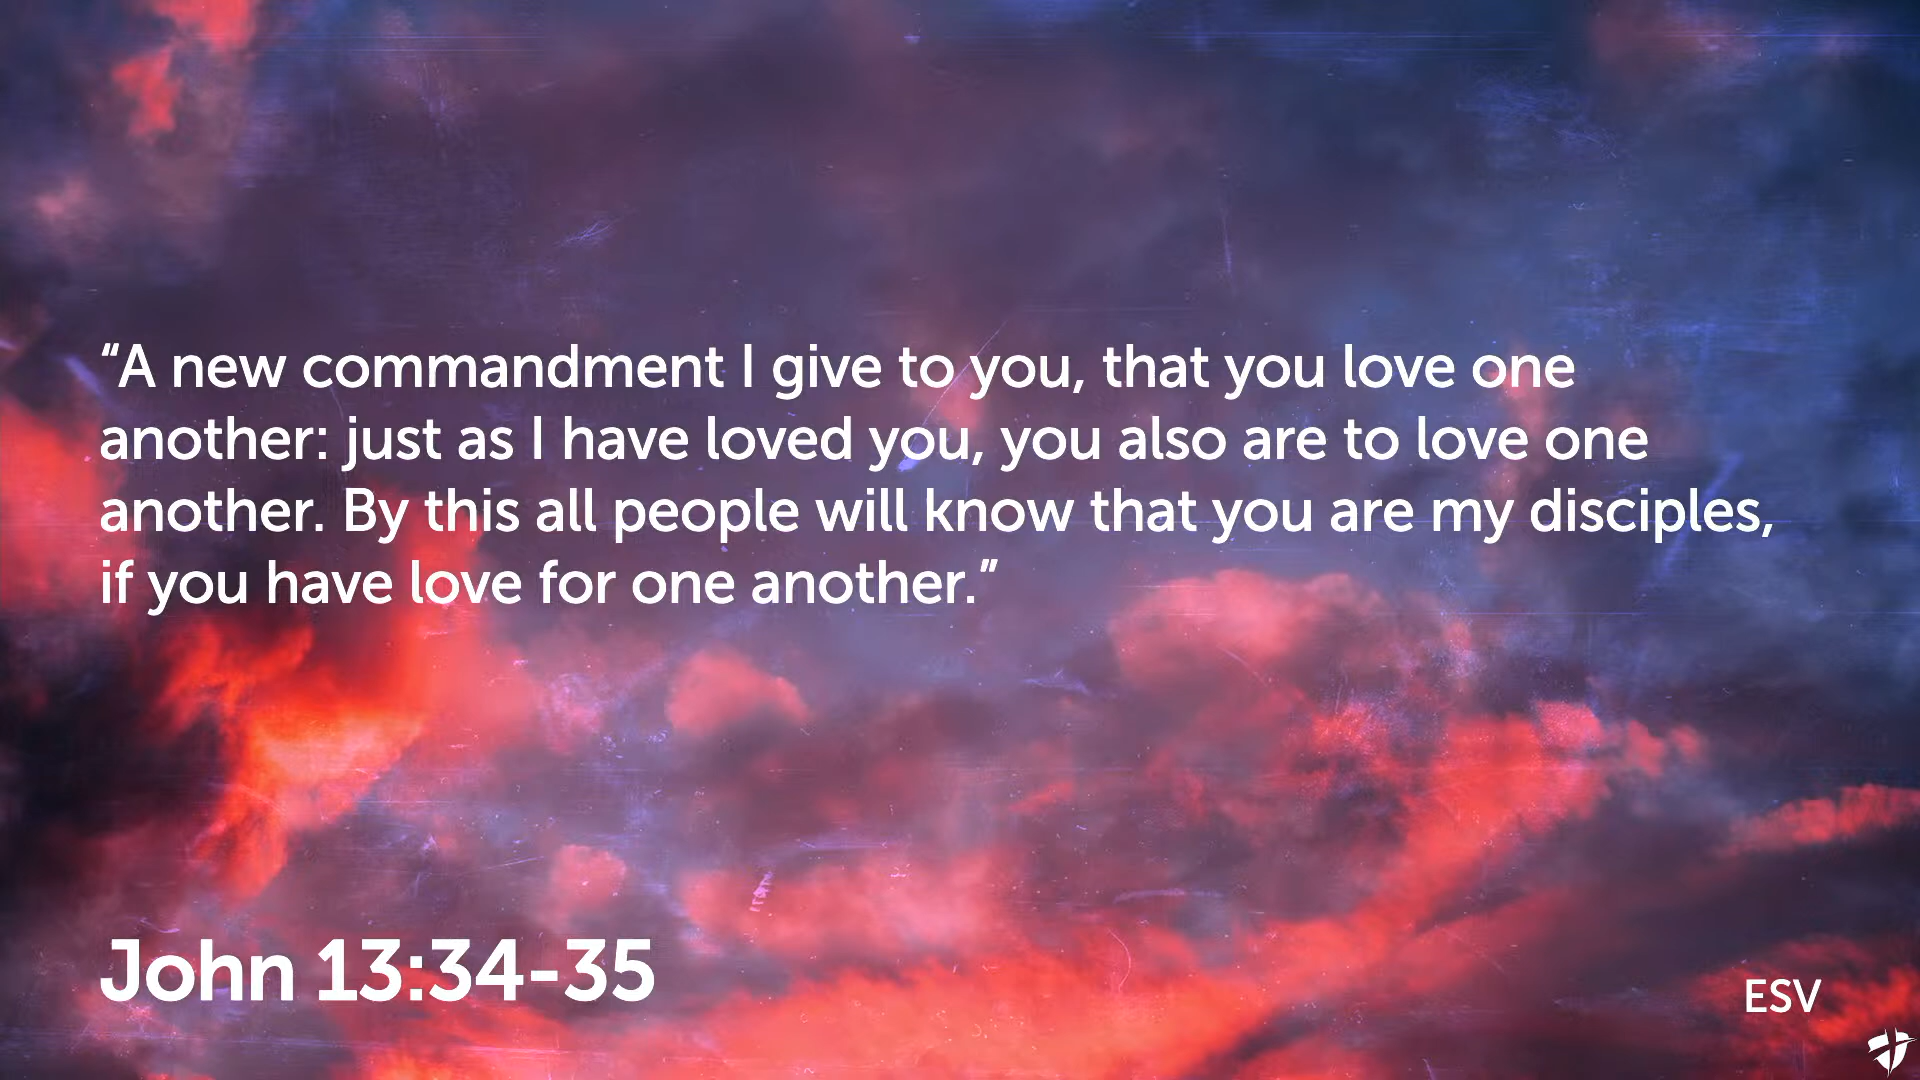 “A new commandment I give to you, that you love one
another: just as I have loved you, you also are to love one
another. By this all people will know that you are my disciples,
if you have love for one another.”
John 13:34-35
ESV